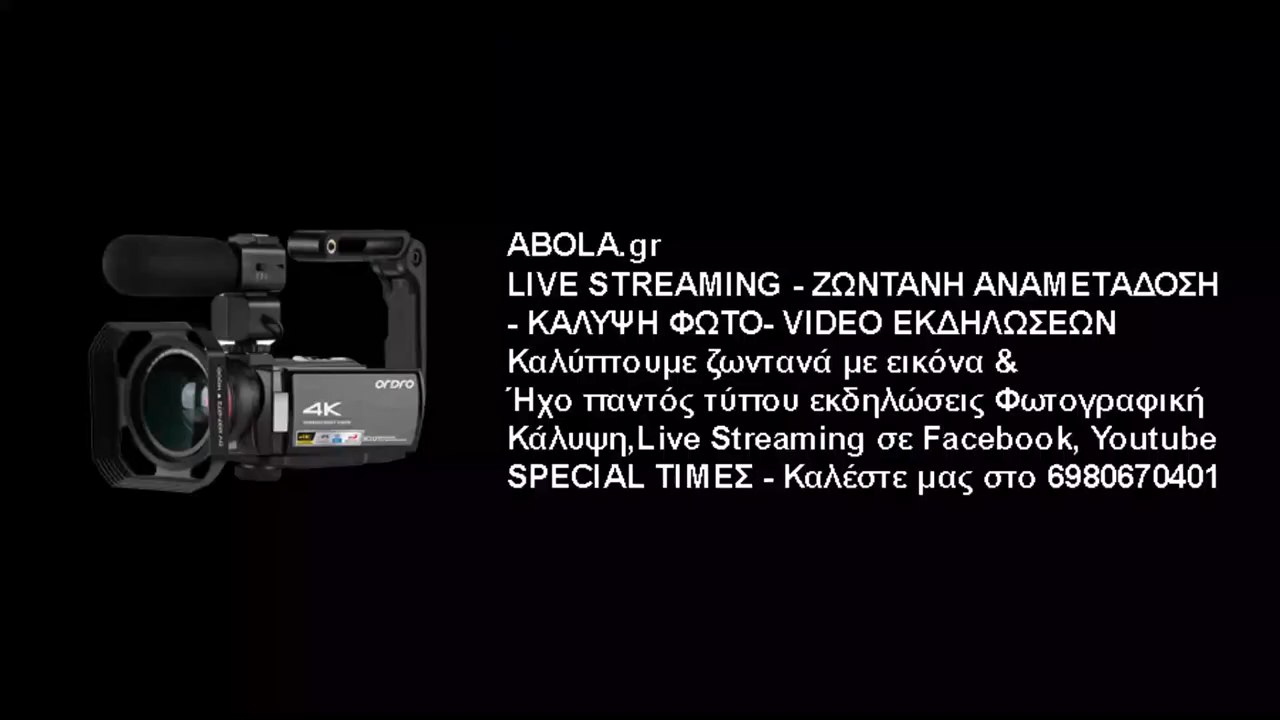 ABOLA.gr
LIVE STREAMING - ΖΩΝΤΑΝΗ ΑΝΑΜΕΤΑΔΟΣΗ
- ΚΑΛΥΨΗ ΦΩΤΟ- VIDEO ΕΚΔΗΛΩΣΕΩΝ
Καλύπτουμε ζωντανά με εικόνα &
Ήχο παντός τύπου εκδηλώσεις Φωτογραφική
Κάλυψη,Live Streaming σε Facebook, Youtube
SPECIAL TIMEΣ - Καλέστε μας στο 6980670401
ORDRO
4K